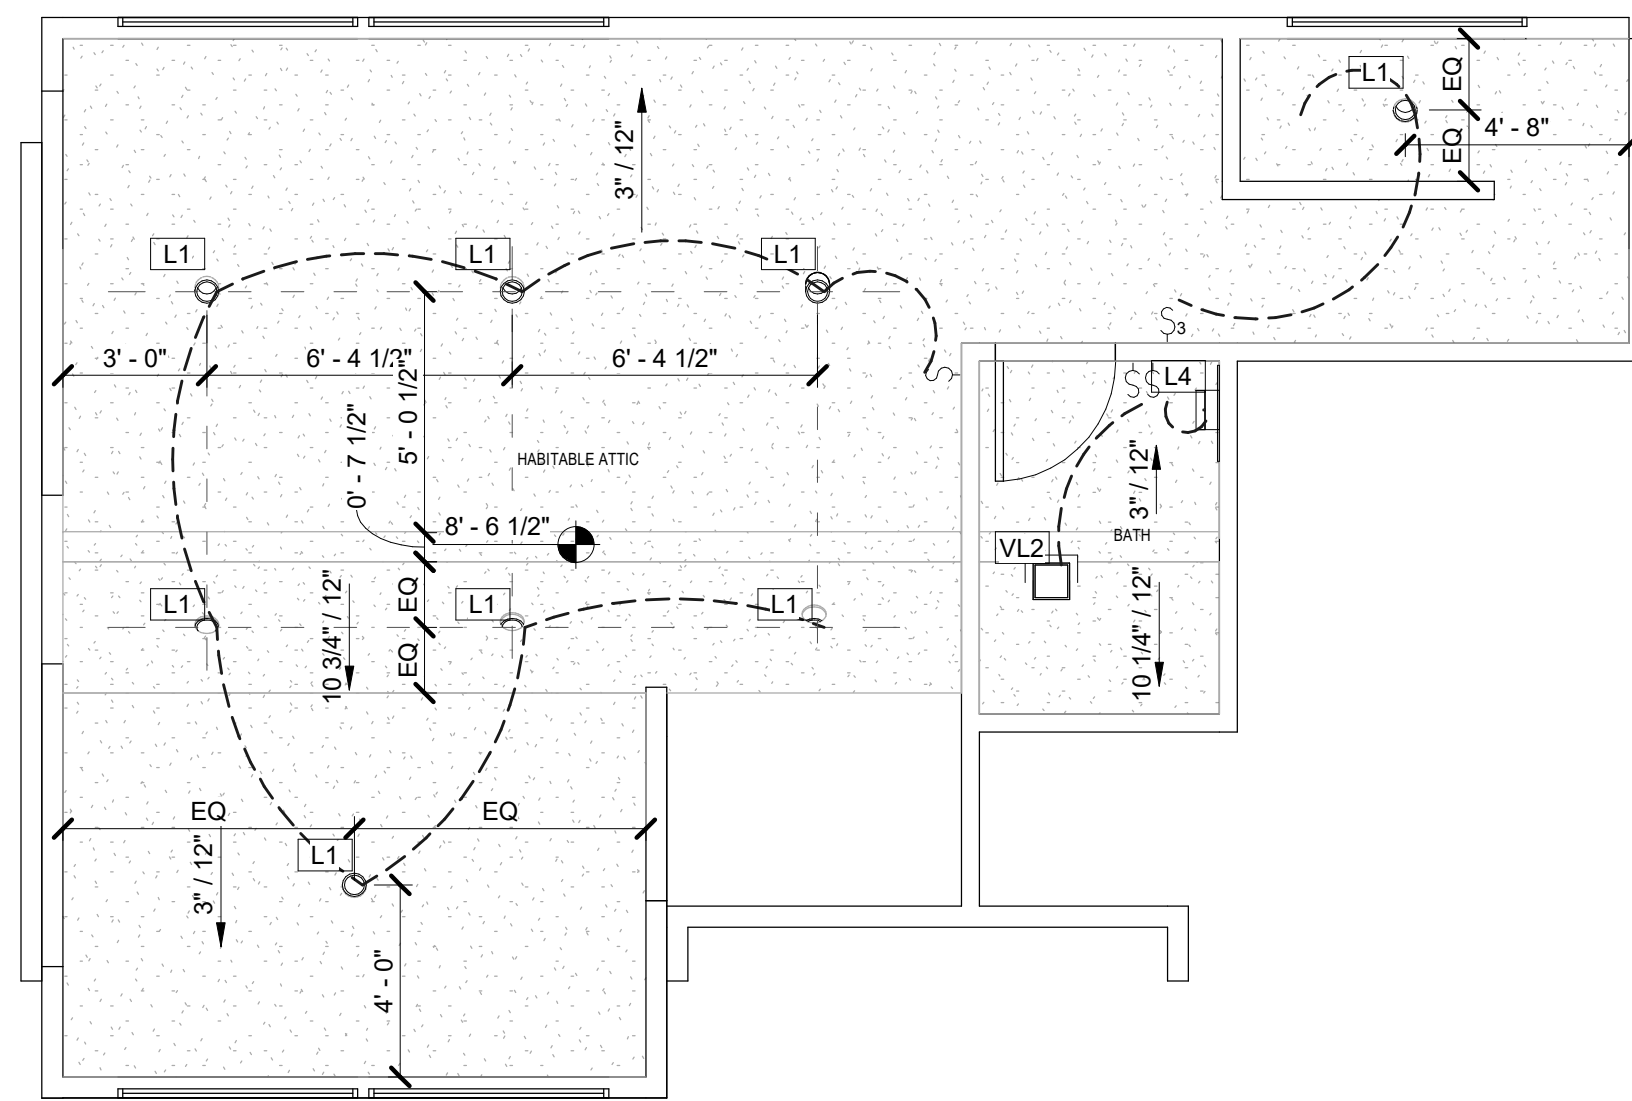 L1
EQ
EQ
4' - 8"
3" / 12"
L1
L1
L1
S3
3' - 0"
6' - 4 1/2"
6' - 4 1/2"
5' - 0 1/2"
S
SS
L4
0' - 7 1/2"
HABITABLE ATTIC
3" / 12"
8' - 6 1/2"
VL2
BATH
L1
L1
L1
10 3/4" / 12"
EQ
EQ
10 1/4" / 12"
EQ
EQ
L1
3" / 12"
4' - 0"